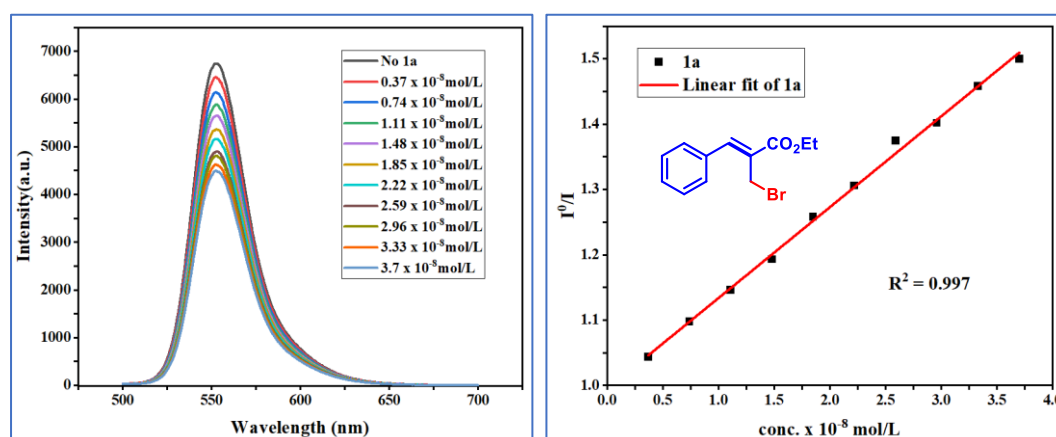 Intensity(a.u.)
7000
6000
5000
4000
3000
2000
1000
0
500
550
600
650
700
Wavelength (nm)
No 1a
0.37 x 10⁻⁸mol/L
0.74 x 10⁻⁸mol/L
1.11 x 10⁻⁸mol/L
1.48 x 10⁻⁸mol/L
1.85 x 10⁻⁸mol/L
2.22 x 10⁻⁸mol/L
2.59 x 10⁻⁸mol/L
2.96 x 10⁻⁸mol/L
3.33 x 10⁻⁸mol/L
3.7 x 10⁻⁸mol/L
I⁰/I
1.5
1.4
1.3
1.2
1.1
1.0
0.0
0.5
1.0
1.5
2.0
2.5
3.0
3.5
4.0
conc. x 10⁻⁸ mol/L
1a
Linear fit of 1a
CO₂Et
Br
R² = 0.997